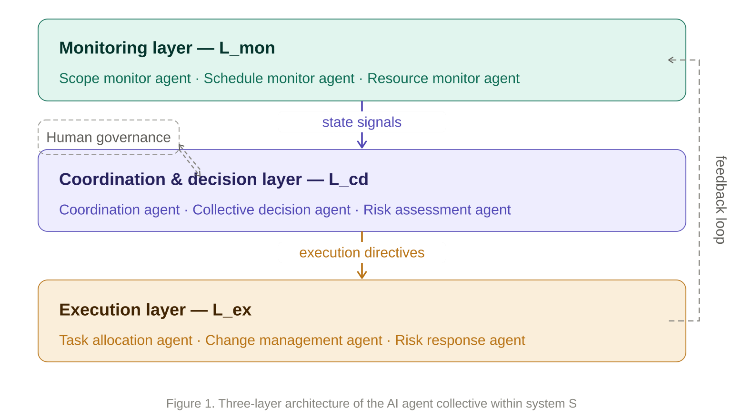 Monitoring layer — L_mon
Scope monitor agent · Schedule monitor agent · Resource monitor agent
state signals
Human governance
Coordination & decision layer — L_cd
Coordination agent · Collective decision agent · Risk assessment agent
feedback loop
execution directives
Execution layer — L_ex
Task allocation agent · Change management agent · Risk response agent
Figure 1. Three-layer architecture of the AI agent collective within system S